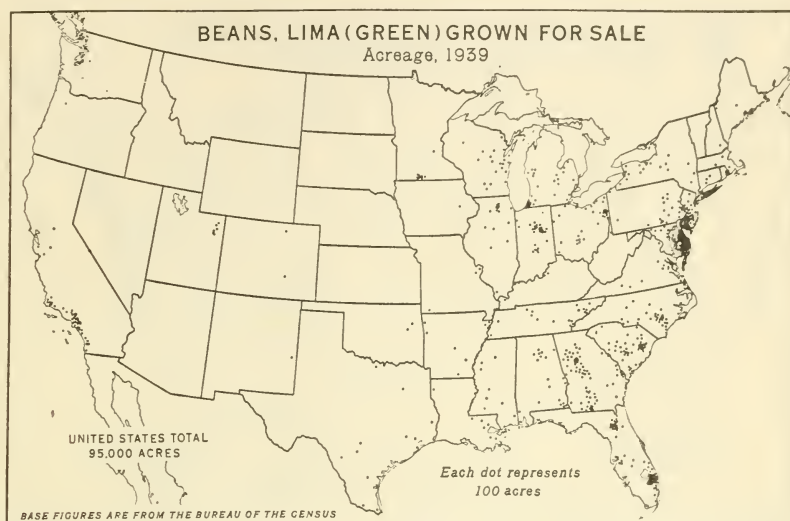 BEANS, LIMA (GREEN) GROWN FOR SALE
Acreage, 1939
UNITED STATES TOTAL
95,000 ACRES
Each dot represents
100 acres
BASE FIGURES ARE FROM THE BUREAU OF THE CENSUS